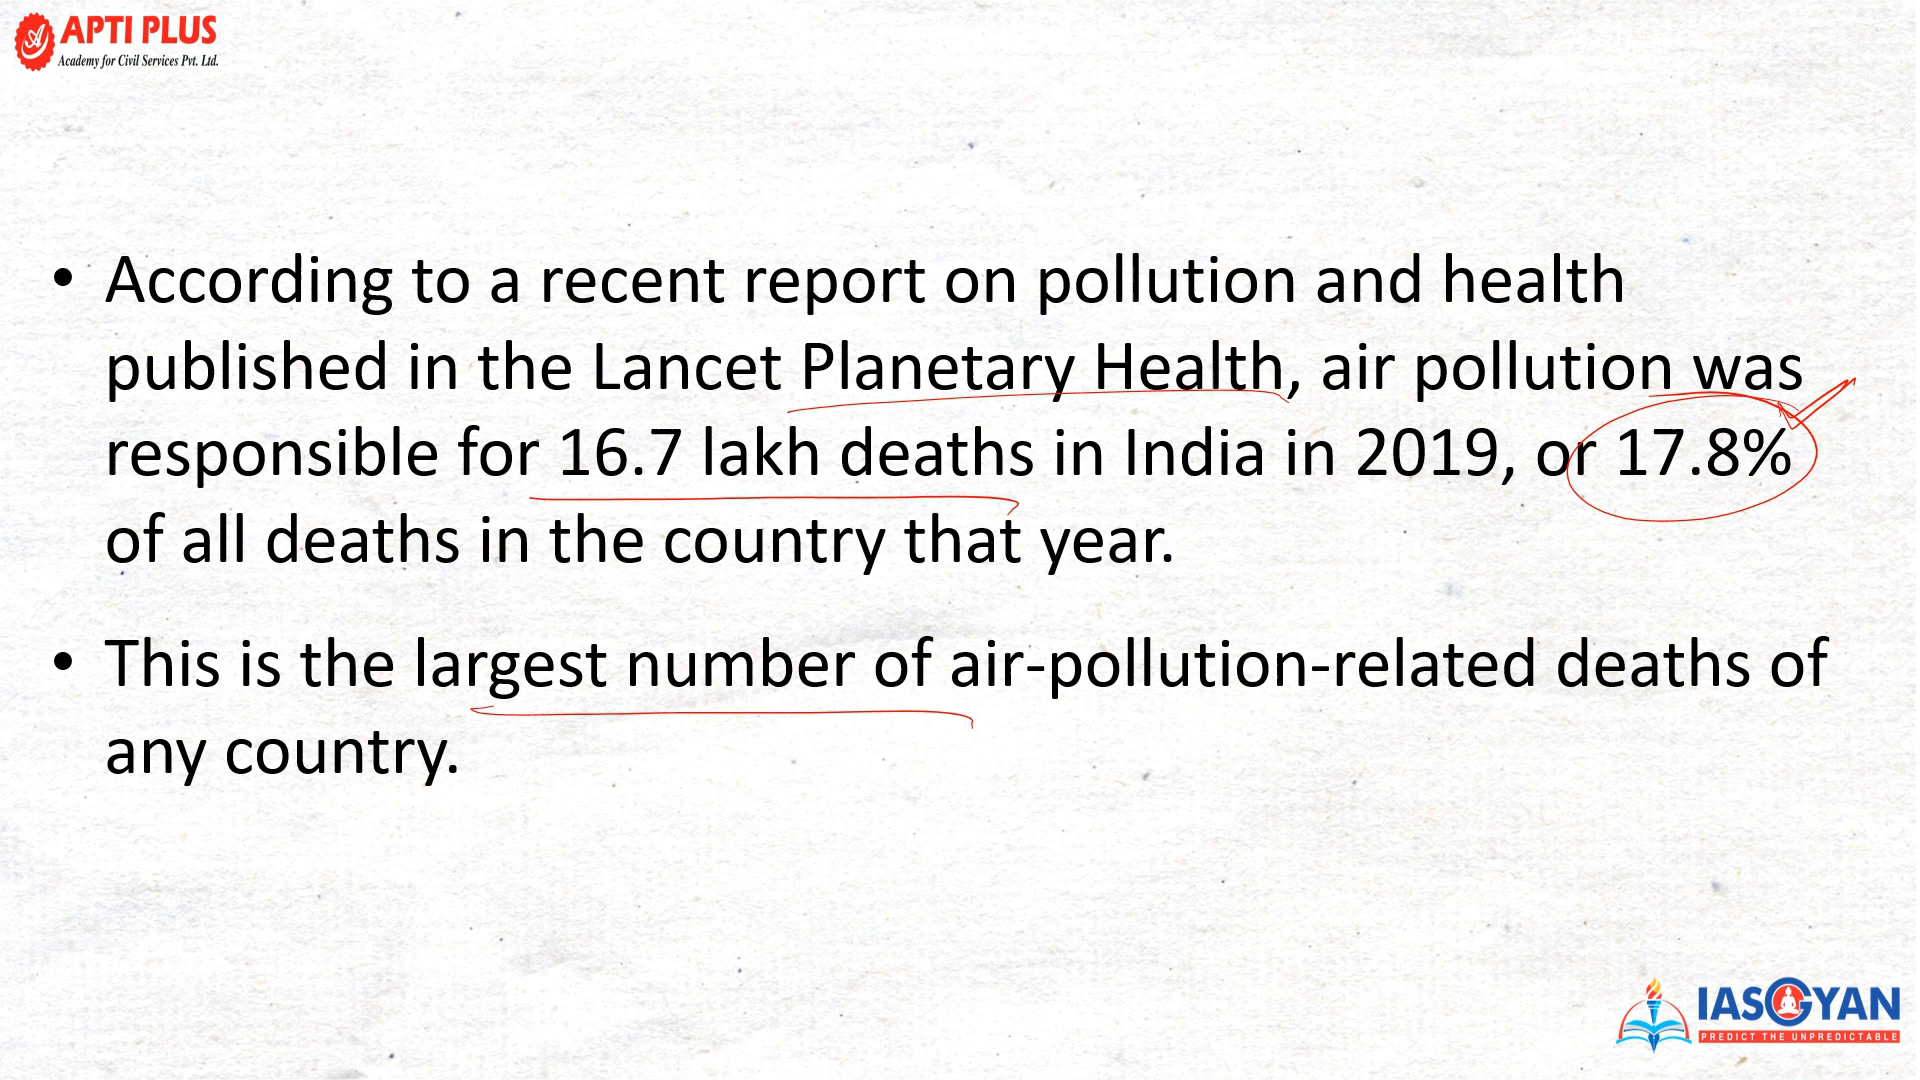 APTI PLUS
Academy for Civil Services Pvt. Ltd.
• According to a recent report on pollution and health
published in the Lancet Planetary Health, air pollution was
responsible for 16.7 lakh deaths in India in 2019, or 17.8%
of all deaths in the country that year.
• This is the largest number of air-pollution-related deaths of
any country.
IASGYAN
PREDICT THE UNPREDICTABLE